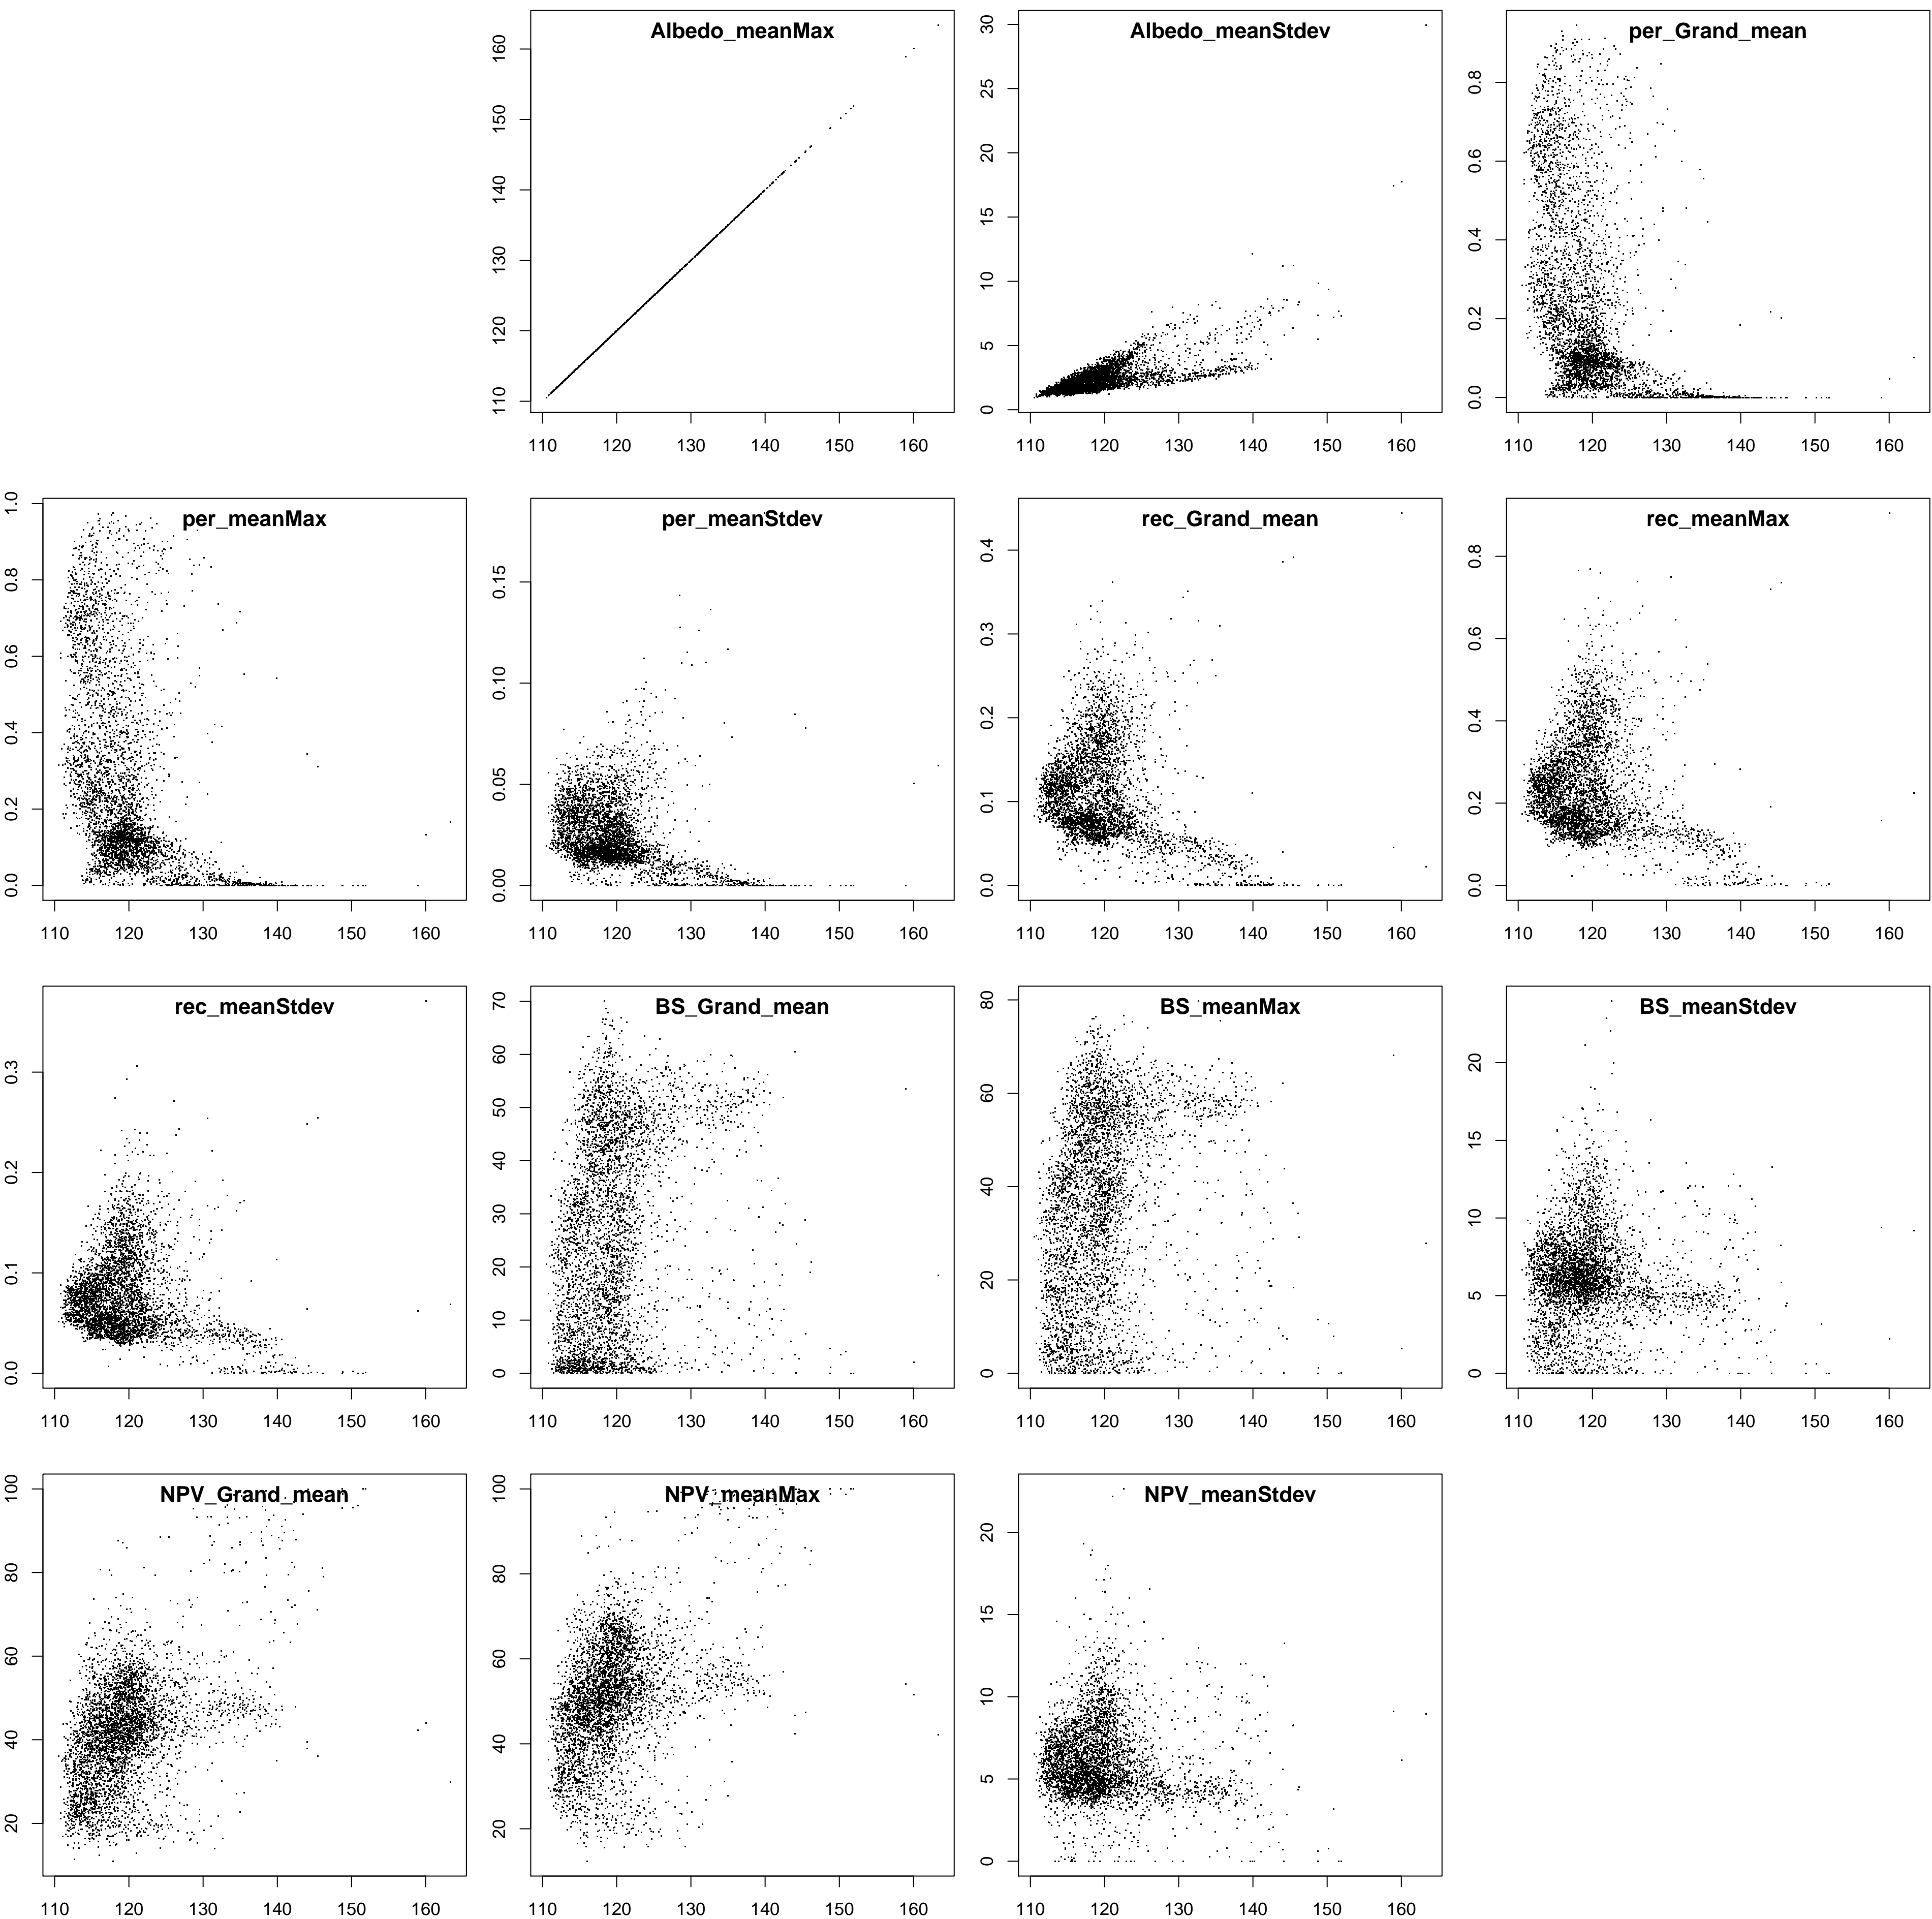 Albedo_meanMax
110 120 130 140 150 160
110 120 130 140 150 160
Albedo_meanStdev
0 5 10 15 20 25 30
110 120 130 140 150 160
per_Grand_mean
0.0 0.2 0.4 0.6 0.8
110 120 130 140 150 160
per_meanMax
0.0 0.2 0.4 0.6 0.8 1.0
110 120 130 140 150 160
per_meanStdev
0.00 0.05 0.10 0.15
110 120 130 140 150 160
rec_Grand_mean
0.0 0.1 0.2 0.3 0.4
110 120 130 140 150 160
rec_meanMax
0.0 0.2 0.4 0.6 0.8
110 120 130 140 150 160
rec_meanStdev
0.0 0.1 0.2 0.3
110 120 130 140 150 160
BS_Grand_mean
0 10 20 30 40 50 60 70
110 120 130 140 150 160
BS_meanMax
0 20 40 60 80
110 120 130 140 150 160
BS_meanStdev
0 5 10 15 20
110 120 130 140 150 160
NPV_Grand_mean
20 40 60 80 100
110 120 130 140 150 160
NPV_meanMax
20 40 60 80 100
110 120 130 140 150 160
NPV_meanStdev
0 5 10 15 20
110 120 130 140 150 160